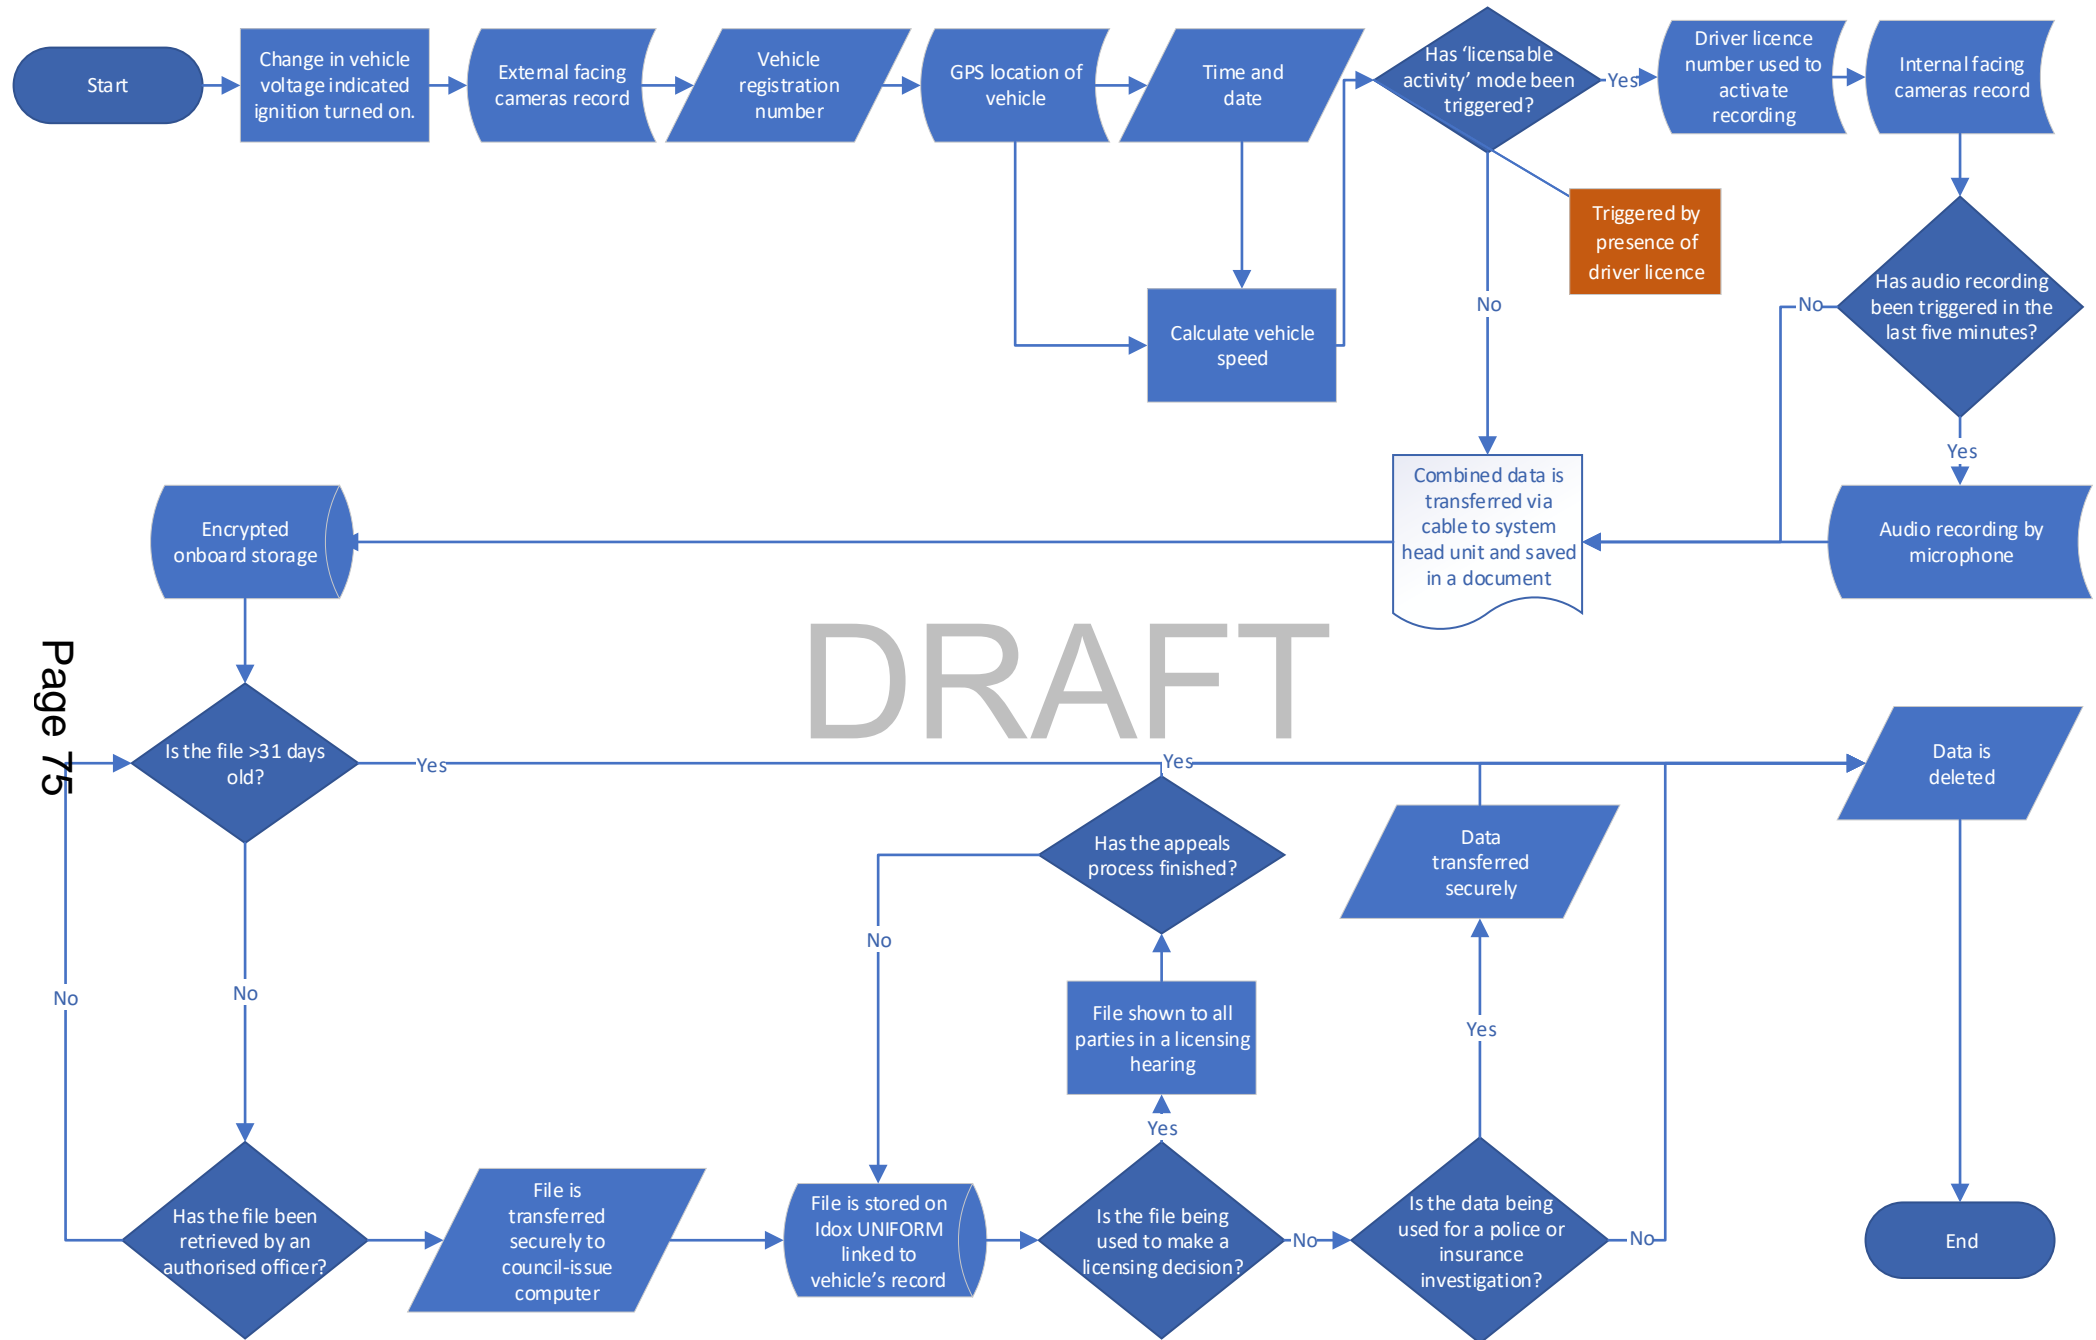 Start
Change in vehicle
voltage indicated
ignition turned on.
External facing
cameras record
Vehicle
registration
number
GPS location of
vehicle
Time and
date
Has ‘licensable
activity’ mode been
triggered?
Yes
Driver licence
number used to
activate
recording
Internal facing
cameras record
Triggered by
presence of
driver licence
No
Calculate vehicle
speed
Has audio recording
been triggered in the
last five minutes?
No
Yes
Audio recording by
microphone
Combined data is
transferred via
cable to system
head unit and saved
in a document
Encrypted
onboard storage
DRAFT
Page 75
Is the file >31 days
old?
Yes
No
Has the file been
retrieved by an
authorised officer?
No
File is
transferred
securely to
council-issue
computer
File is stored on
Idox UNIFORM
linked to
vehicle’s record
Is the file being
used to make a
licensing decision?
Yes
File shown to all
parties in a licensing
hearing
Has the appeals
process finished?
Yes
No
No
Is the data being
used for a police or
insurance
investigation?
Yes
Data
transferred
securely
No
Data is
deleted
End